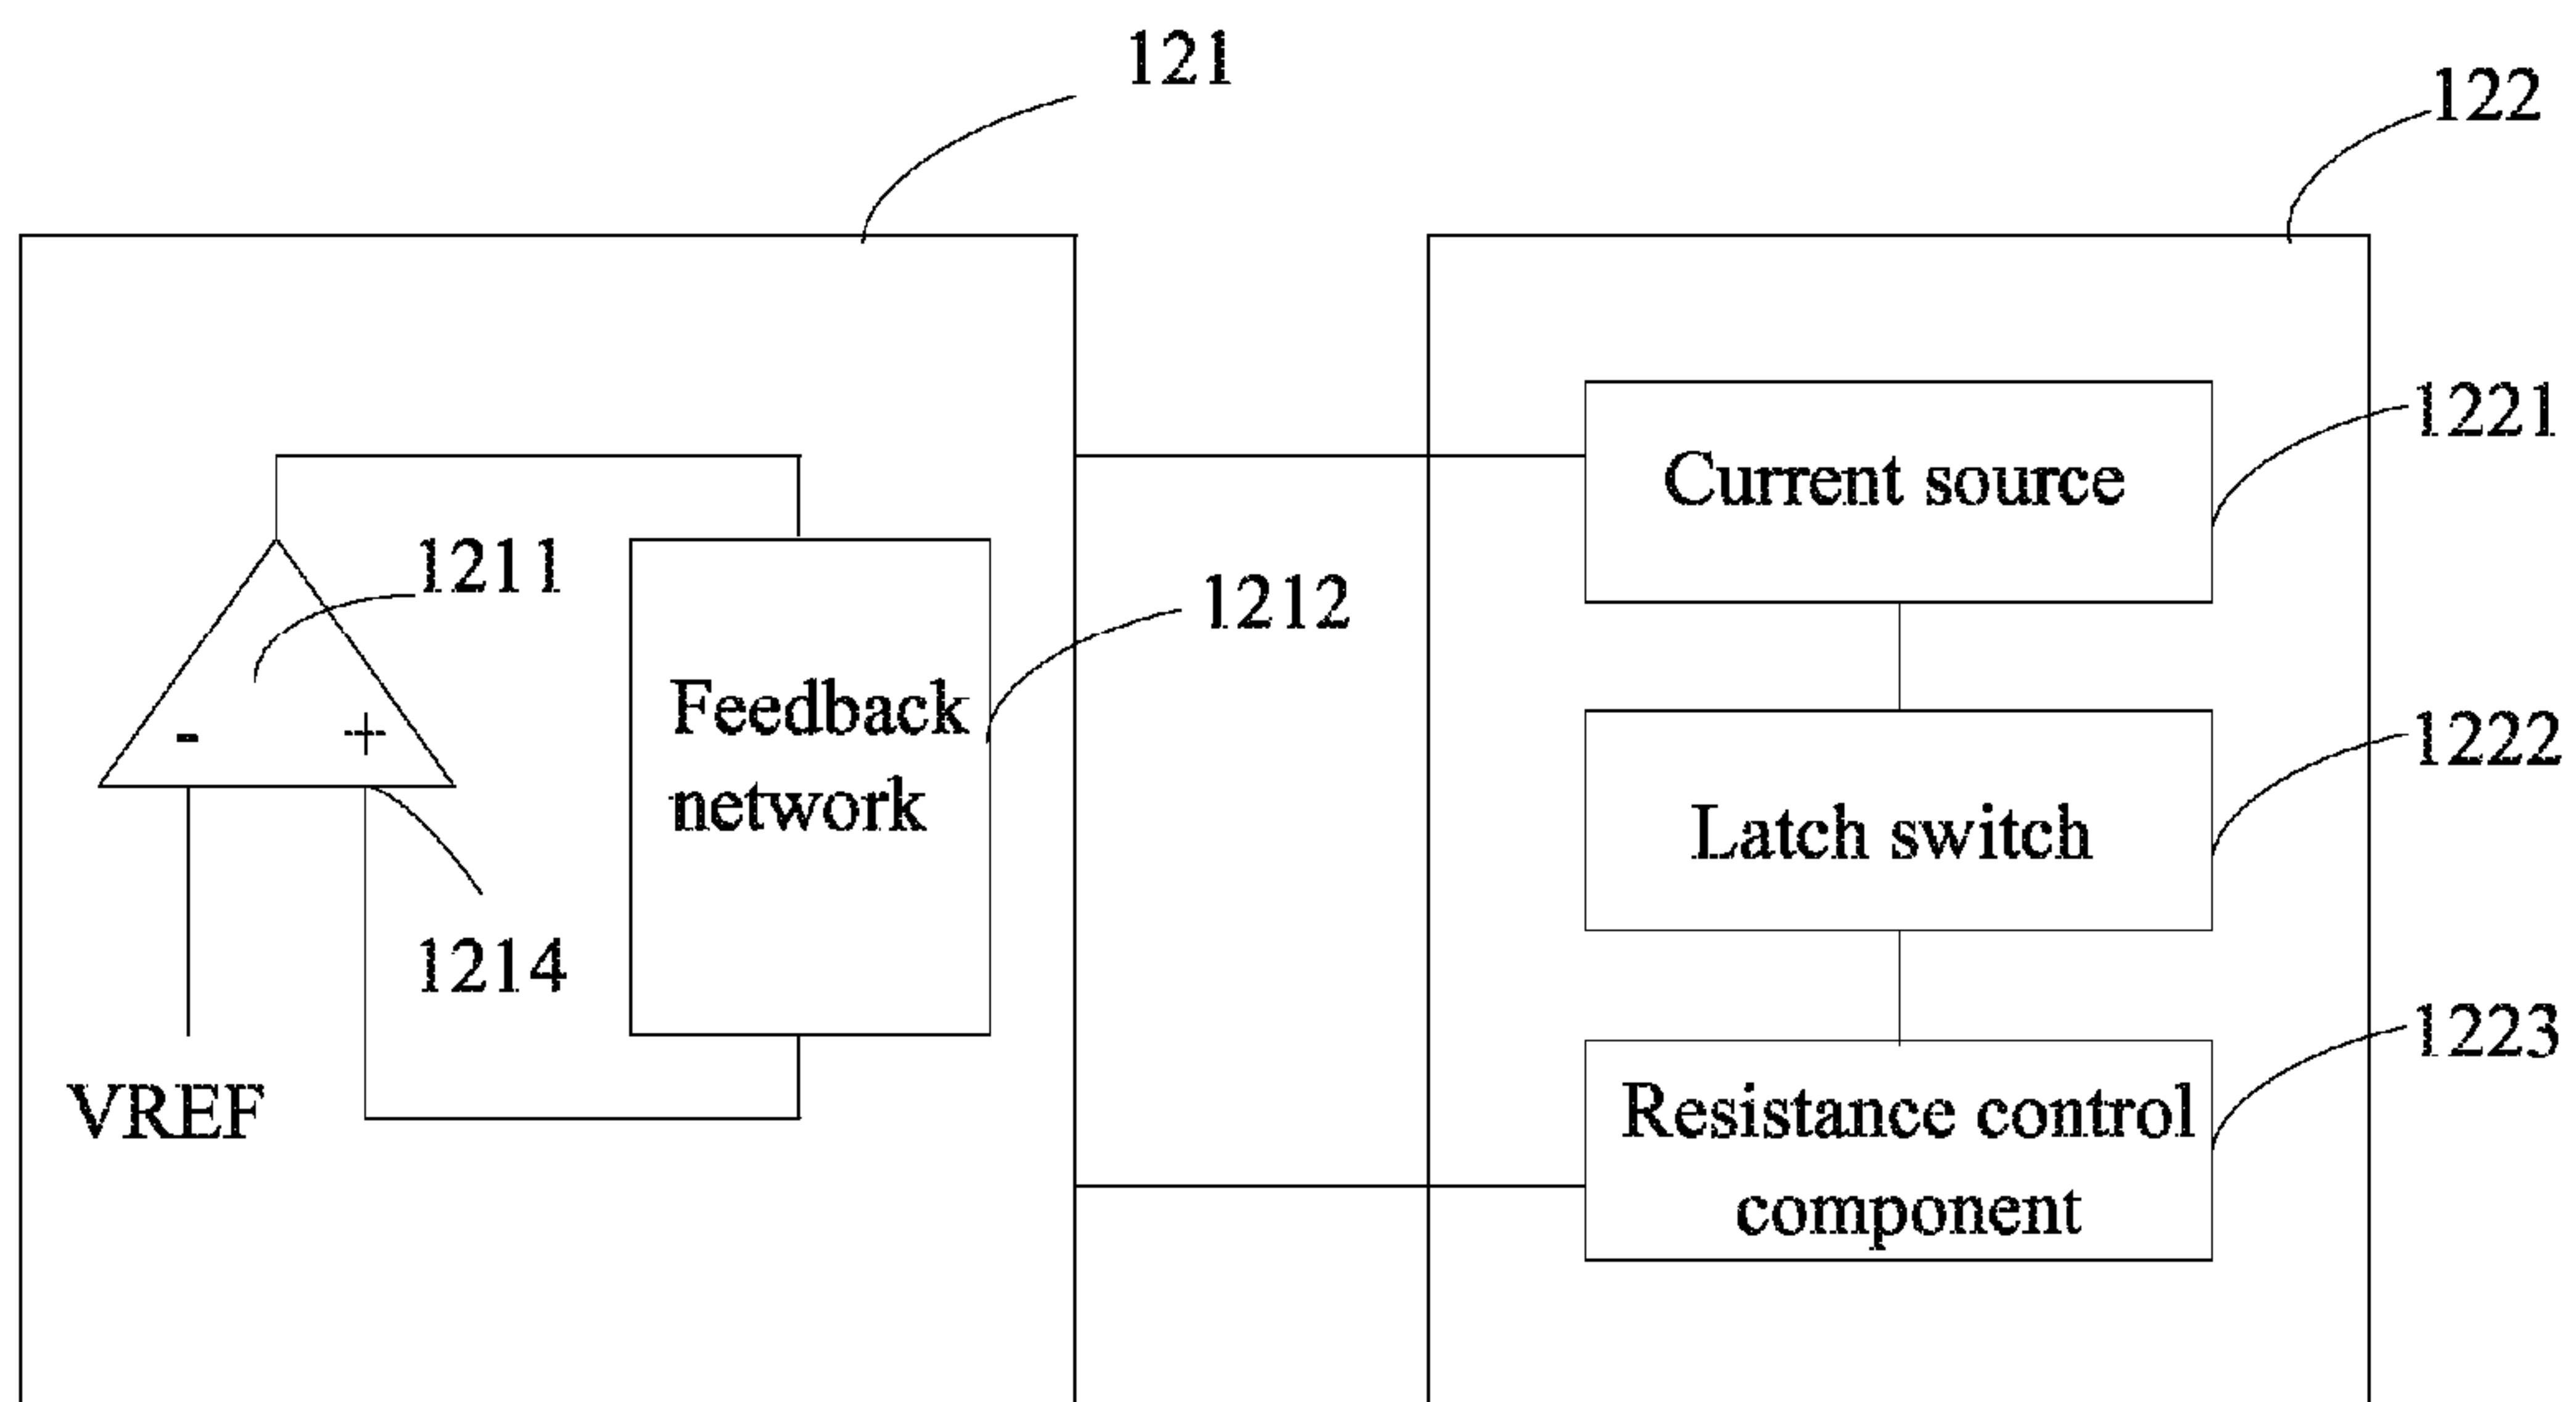 121
122
1221
Current source
1211
1212
Feedback
network
- +
1222
Latch switch
1214
1223
VREF
Resistance control
component